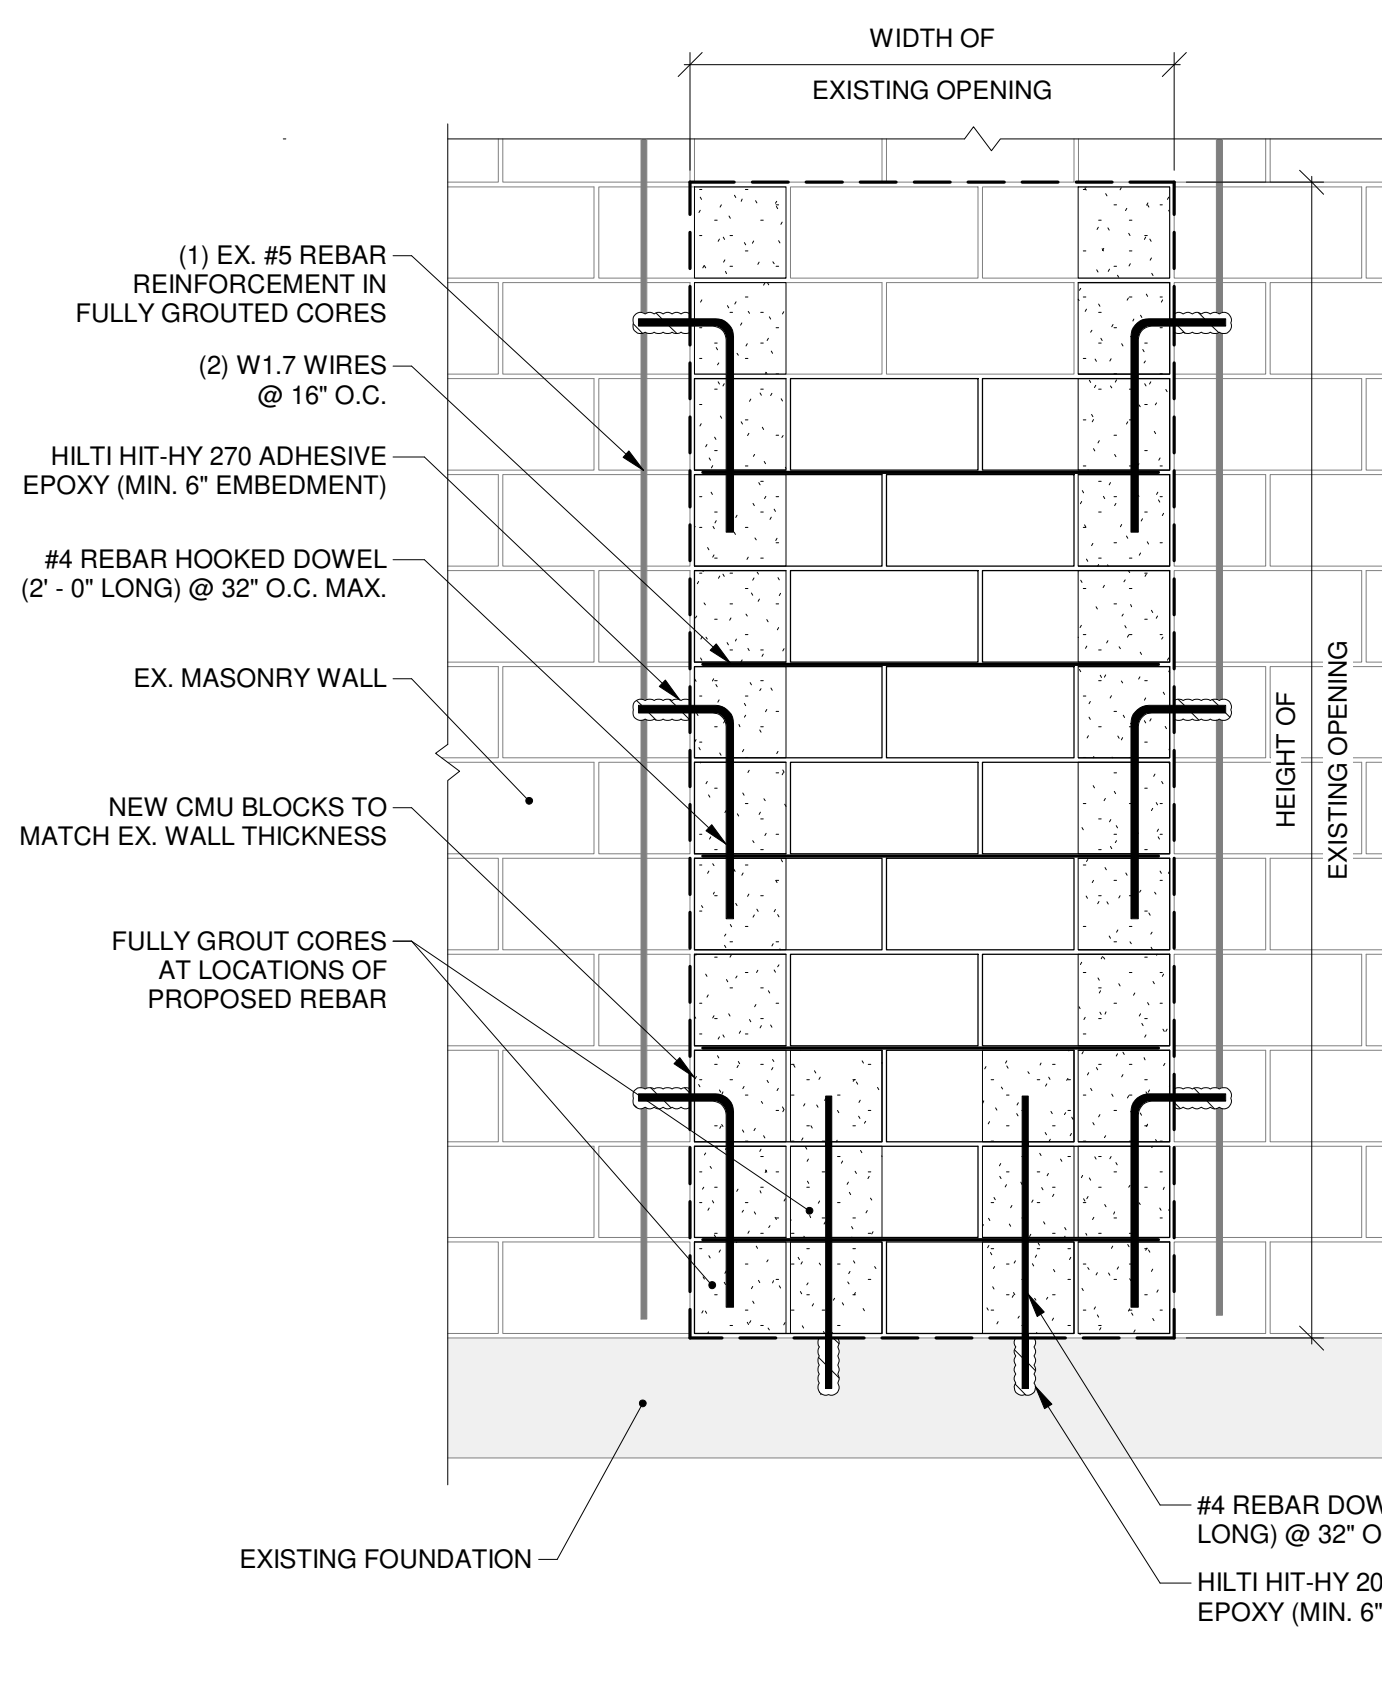 WIDTH OF
EXISTING OPENING
(1) EX. #5 REBAR
REINFORCEMENT IN
FULLY GROUTED CORES
(2) W1.7 WIRES
@ 16" O.C.
HILTI HIT-HY 270 ADHESIVE
EPOXY (MIN. 6" EMBEDMENT)
#4 REBAR HOOKED DOWEL
(2' - 0" LONG) @ 32" O.C. MAX.
EX. MASONRY WALL
NEW CMU BLOCKS TO
MATCH EX. WALL THICKNESS
FULLY GROUT CORES
AT LOCATIONS OF
PROPOSED REBAR
HEIGHT OF
EXISTING OPENING
EXISTING FOUNDATION
#4 REBAR
LONG) @ 32"
HILTI HIT-HY
EPOXY (MIN. 6"